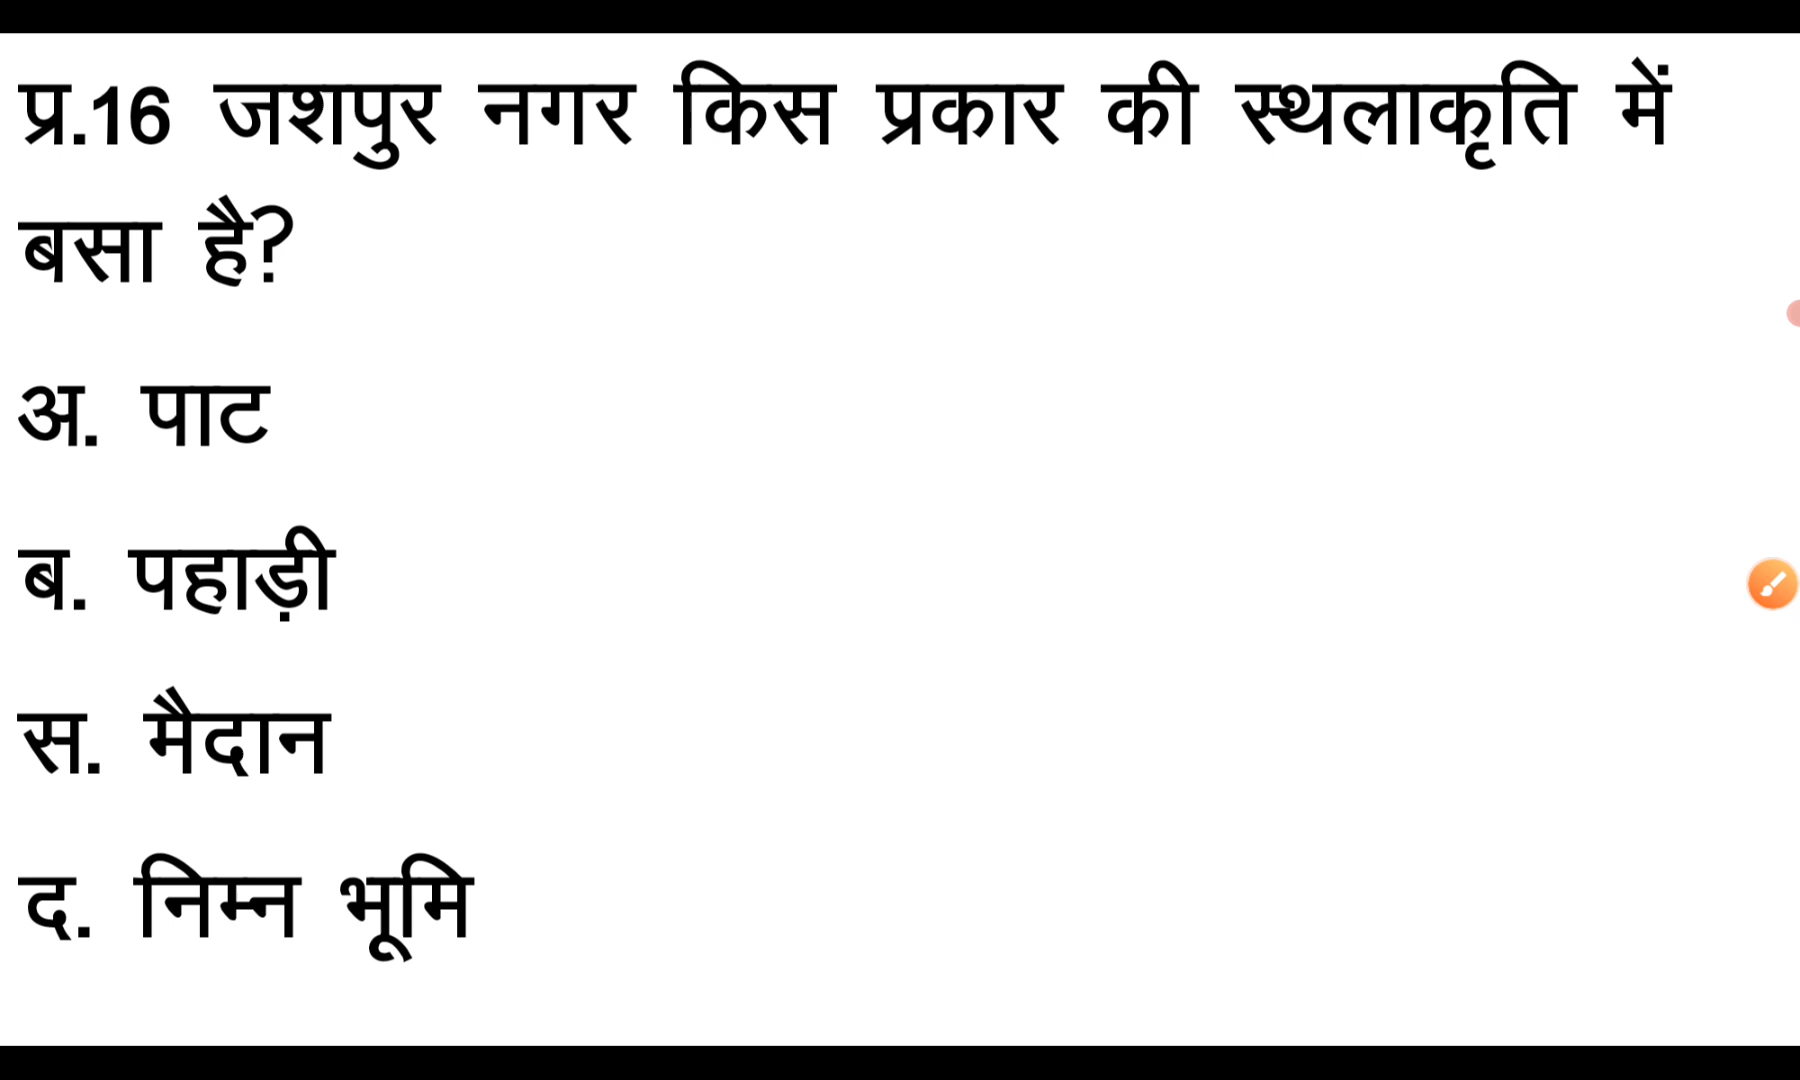 प्र.16 जशपुर नगर किस प्रकार की स्थलाकृति में
बसा है?
अ. पाट
ब. पहाड़ी
स. मैदान
द. निम्न भूमि